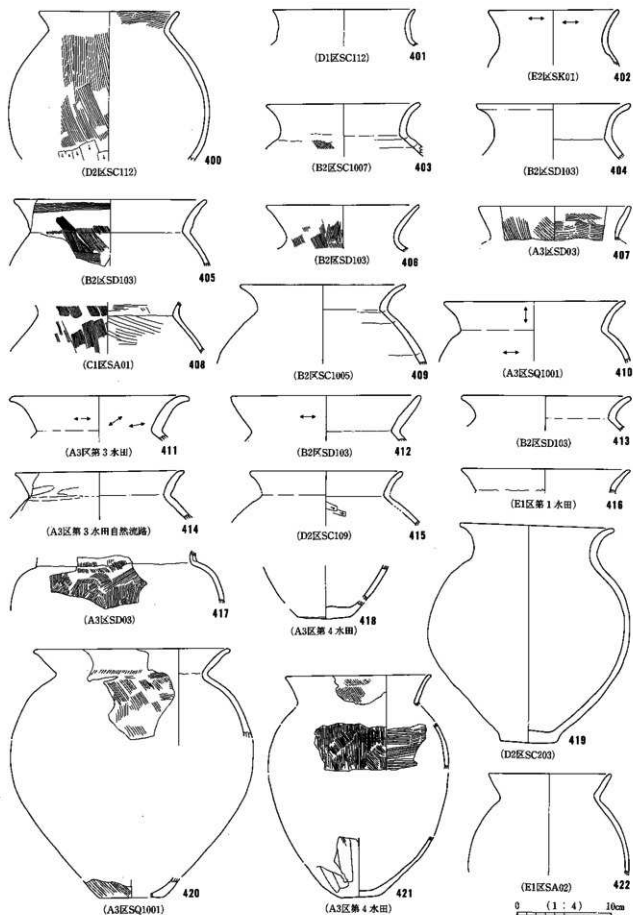 400
(D2区SC112)
(D1区SC112) 401
402
(E2区SK01)
(B2区SC1007) 403
404
(B2区SD103)
405
(B2区SD103)
406
(B2区SD103)
407
(A3区SD03)
408
(C1区SA01)
409
(B2区SC1005)
410
(A3区SQ1001)
411
(A3区第3水田)
412
(B2区SD103)
413
(B2区SD103)
414
(A3区第3水田自然流路)
415
(D2区SC109)
416
(E1区第1水田)
417
(A3区SD03)
418
(A3区第4水田)
419
(D2区SC203)
420
(A3区SQ1001)
421
(A3区第4水田)
422
(E1区SA02)
0 (1:4) 10cm